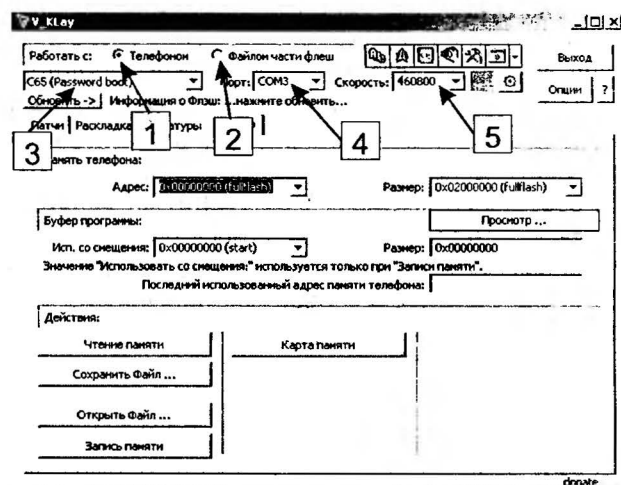 V_KLay
Работать с: Телефоном Файлом части флеш Выход
C65 (Password boot) Порт: COM3 Скорость: 460800 Опции ?
Обновить -> Информация о Флэш: ...нажмите обновить...
Патчи Раскладка
3 1 2 4 5
память телефона:
Адрес: 0x00000000 (fullflash) Размер: 0x02000000 (fullflash)
Буфер программы: Просмотр ...
Исп. со смещения: 0x00000000 (start) Размер: 0x00000000
Значение "Использовать со смещения:" используется только при "Записи памяти".
Последний использованный адрес памяти телефона:
Действия:
Чтение памяти Карта памяти
Сохранить Файл ...
Открыть Файл ...
Запись памяти
donate